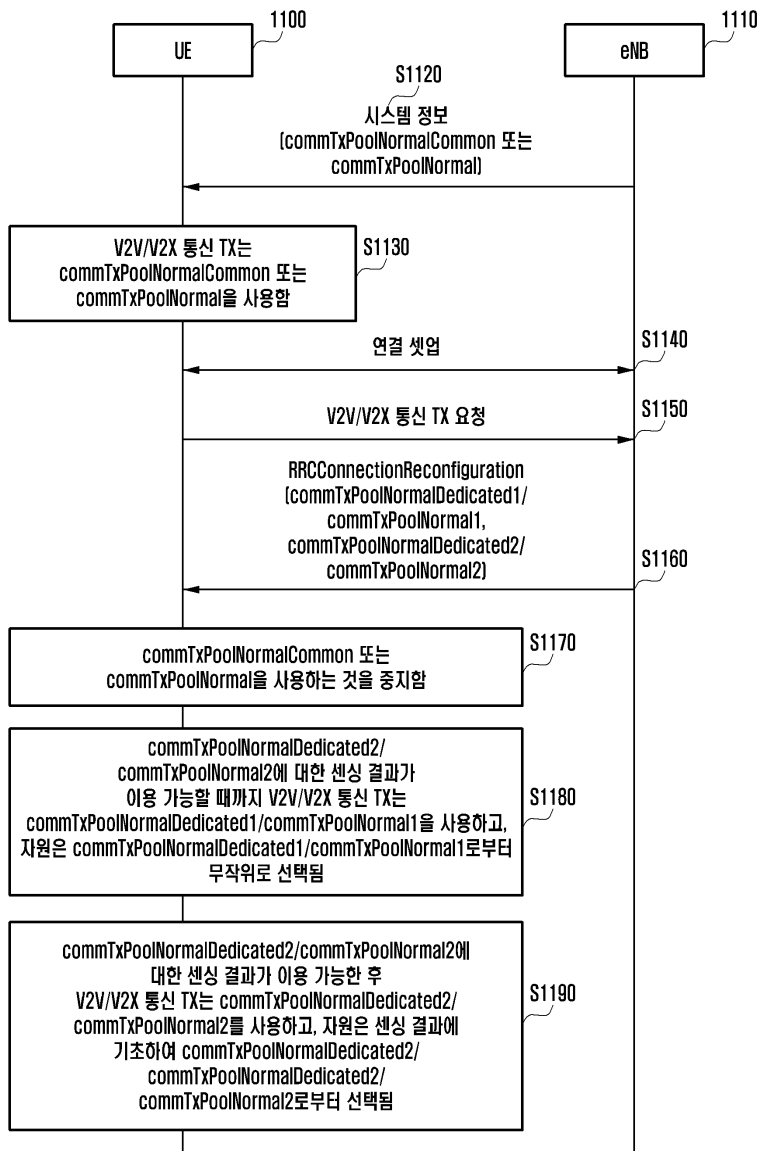 1100
1110
UE
eNB
S1120
시스템 정보
(commTxPoolNormalCommon 또는
commTxPoolNormal)
V2V/V2X 통신 TX는
commTxPoolNormalCommon 또는
commTxPoolNormal을 사용함
S1130
연결 셋업
S1140
V2V/V2X 통신 TX 요청
S1150
RRCConnectionReconfiguration
(commTxPoolNormalDedicated1/
commTxPoolNormal1,
commTxPoolNormalDedicated2/
commTxPoolNormal2)
S1160
commTxPoolNormalCommon 또는
commTxPoolNormal을 사용하는 것을 중지함
S1170
commTxPoolNormalDedicated2/
commTxPoolNormal2에 대한 센싱 결과가
이용 가능할 때까지 V2V/V2X 통신 TX는
commTxPoolNormalDedicated1/commTxPoolNormal1을 사용하고,
자원은 commTxPoolNormalDedicated1/commTxPoolNormal1로부터
무작위로 선택됨
S1180
commTxPoolNormalDedicated2/commTxPoolNormal2에
대한 센싱 결과가 이용 가능한 후
V2V/V2X 통신 TX는 commTxPoolNormalDedicated2/
commTxPoolNormal2를 사용하고, 자원은 센싱 결과에
기초하여 commTxPoolNormalDedicated2/
commTxPoolNormalDedicated2/
commTxPoolNormal2로부터 선택됨
S1190